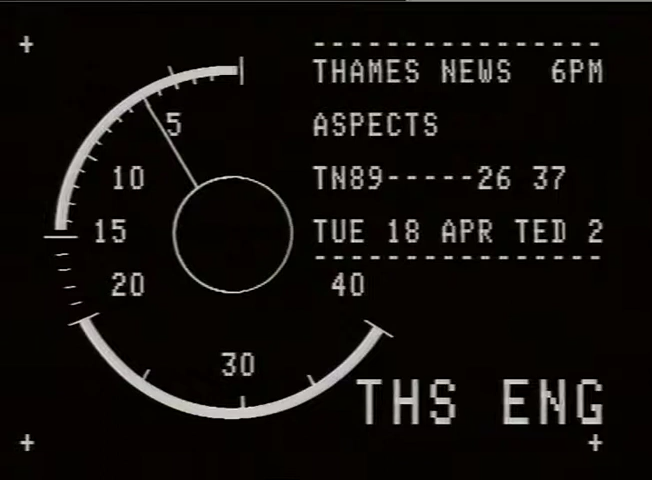 THAMES NEWS 6PM
ASPECTS
TN89-----26 37
TUE 18 APR TED 2
5
10
15
20
30
40
THS ENG